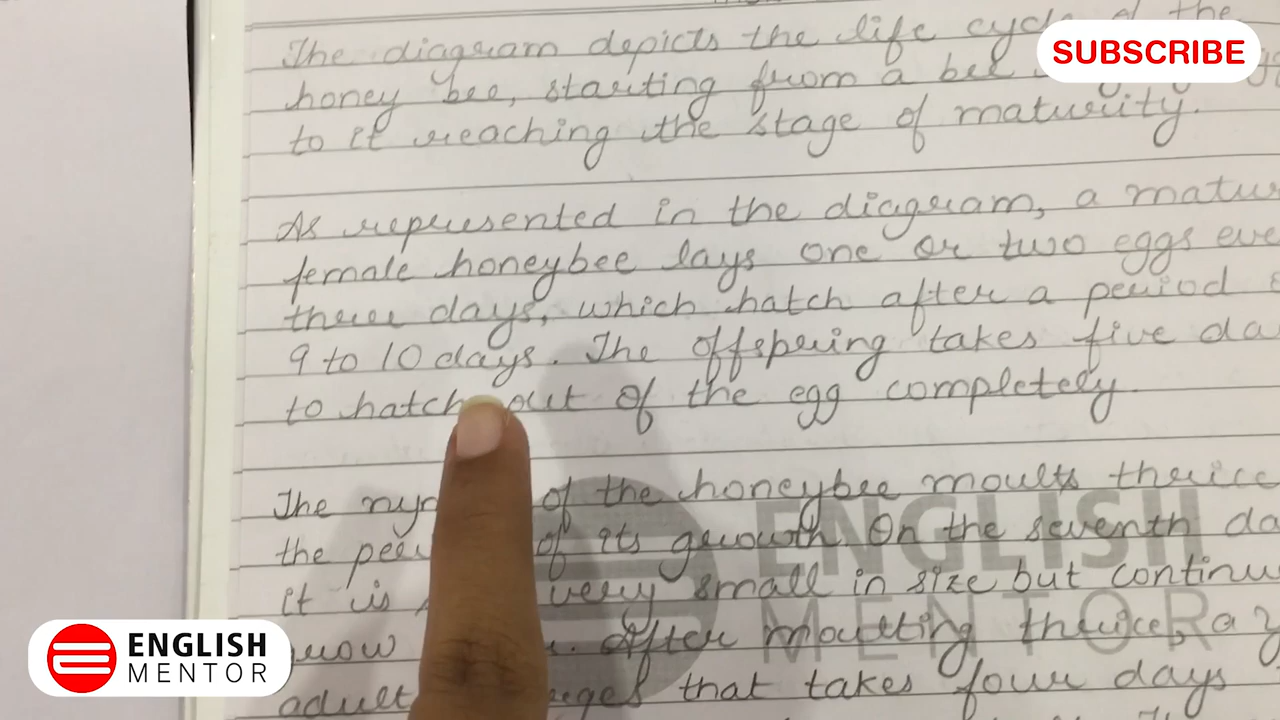 The diagram depicts the life cycle of the
SUBSCRIBE
honey bee, starting from a bee
to it reaching the stage of maturity.
As represented in the diagram, a matur
female honeybee lays one or two eggs eve
three days, which hatch after a period
9 to 10 days. The offspring takes five da
to hatch out of the egg completely.
The of the honeybee moults thrice
the of its growth On the seventh da
it is very small in size but continu
After moulting thrice, a
adult that takes four days
ENGLISH
MENTOR
ENGLISH
MENTOR